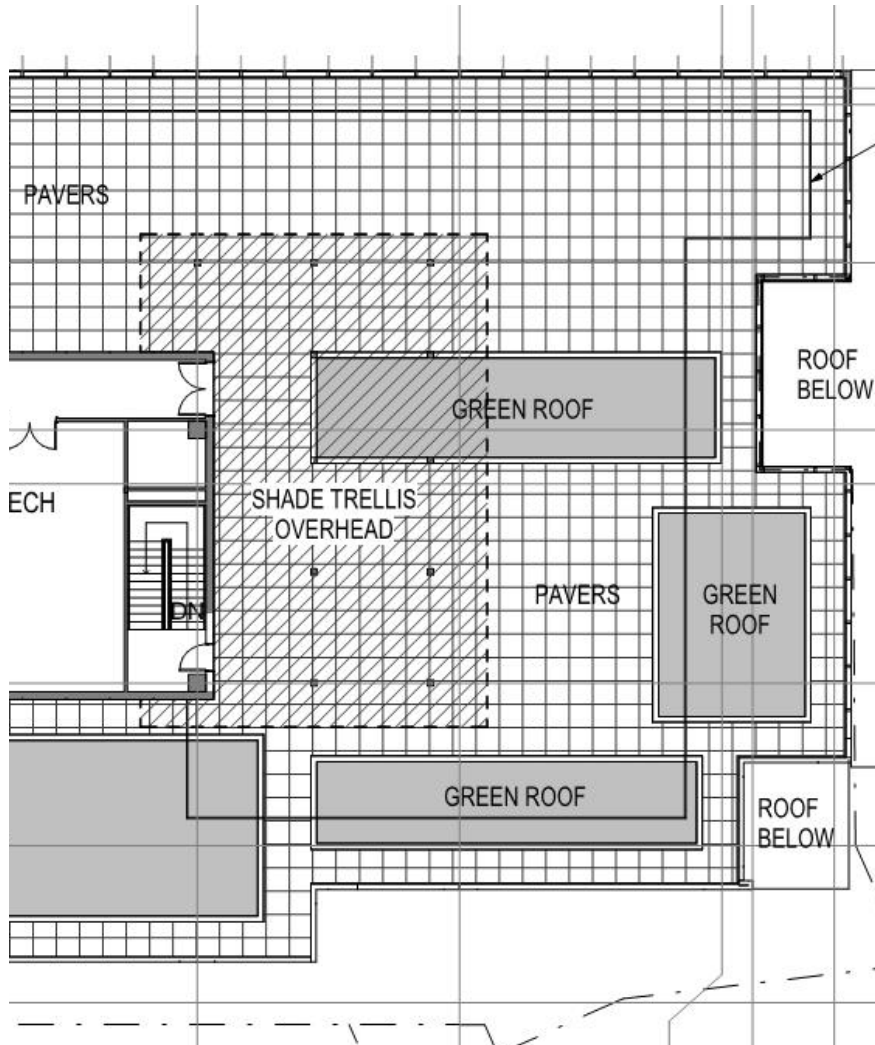 PAVERS
ROOF
BELOW
GREEN ROOF
ECH
SHADE TRELLIS
OVERHEAD
DN
PAVERS
GREEN
ROOF
GREEN ROOF
ROOF
BELOW